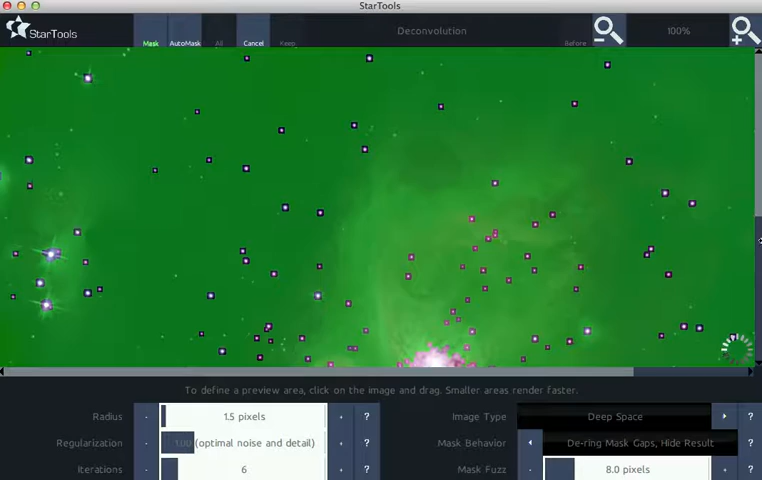 StarTools
StarTools
Mask AutoMask All Cancel Keep Deconvolution Before 100%
To define a preview area, click on the image and drag. Smaller areas render faster.
Radius - 1.5 pixels + ? Image Type Deep Space ?
Regularization - 1.00 (optimal noise and detail) + ? Mask Behavior De-ring Mask Gaps, Hide Result ?
Iterations - 6 + ? Mask Fuzz - 8.0 pixels + ?